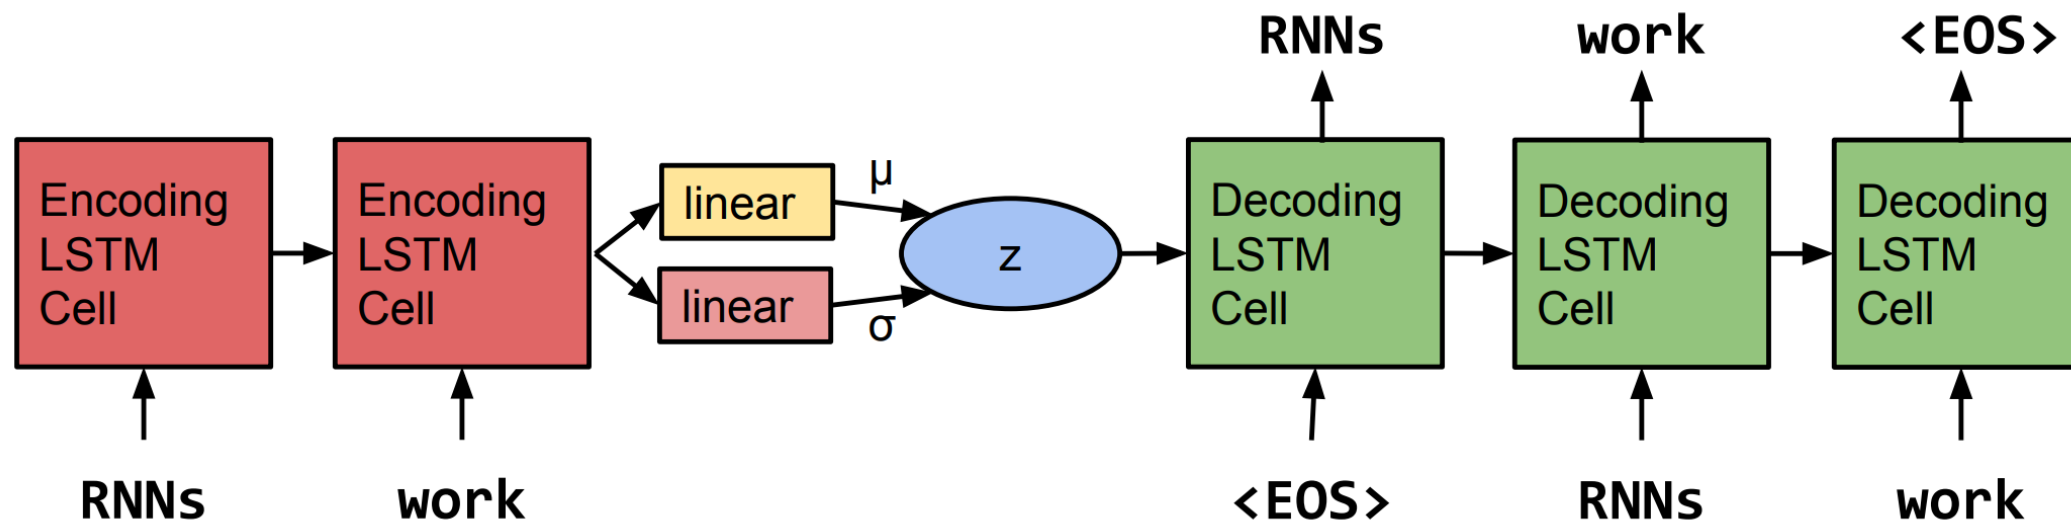 RNNs work <EOS>
Encoding
LSTM
Cell
Encoding
LSTM
Cell
linear
μ
linear
σ
z
Decoding
LSTM
Cell
Decoding
LSTM
Cell
Decoding
LSTM
Cell
RNNs work <EOS> RNNs work